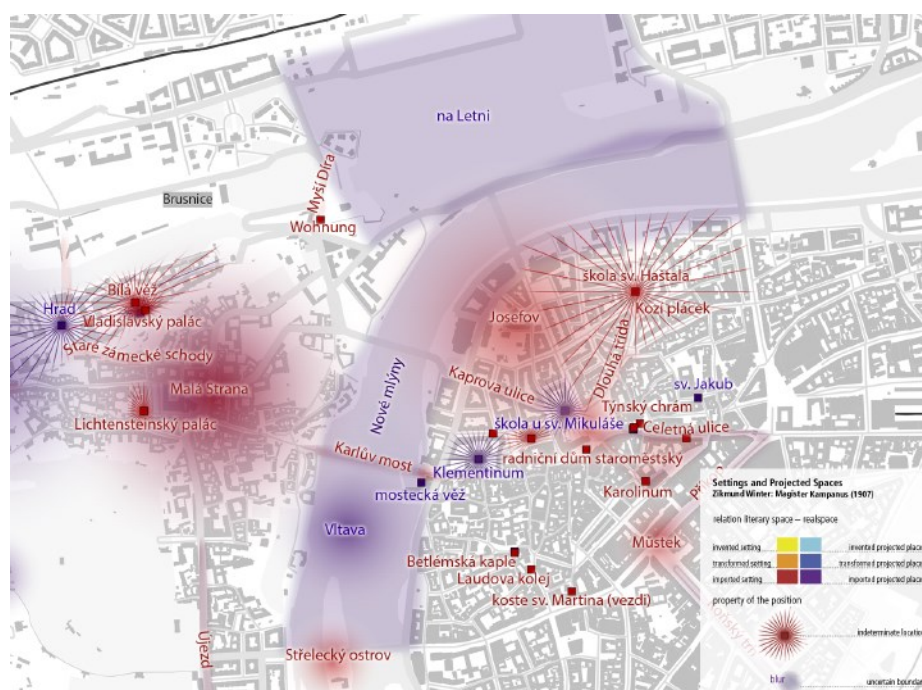 na Letni
Myší Díra
Brusnice
Wohnung
škola sv. Haštala
Bílá věž
Hrad
Kozí plácek
Vladislavský palác
Josefov
Staré zámecké schody
Dlouhá třída
Nové mlýny
Kaprova ulice
Malá Strana
sv. Jakub
Týnský chrám
Lichtensteinský palác
škola u sv. Mikuláše
Celetná ulice
radniční dům staroměstský
Karlův most
Klementinum
mostecká věž
Karolinum
Vltava
Můstek
Betlémská kaple
Laudova kolej
koste sv. Martina (vezdi)
Újezd
Střelecký ostrov
Settings and Projected Spaces
Zikmund Winter: Magister Kampanus (1907)
relation literary space – realspace
invented setting
invented projected place
transformed setting
transformed projected place
imported setting
imported projected place
property of the position
indeterminate location
blur
uncertain boundary